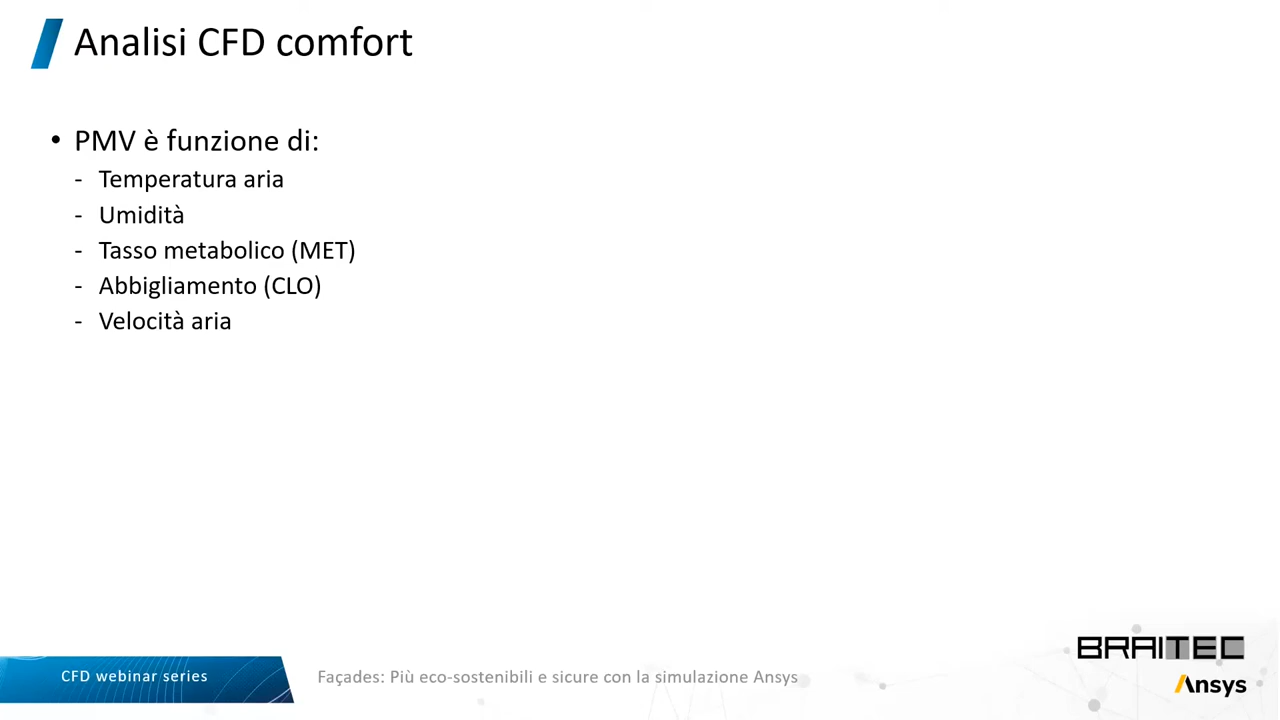 Analisi CFD comfort
• PMV è funzione di:
- Temperatura aria
- Umidità
- Tasso metabolico (MET)
- Abbigliamento (CLO)
- Velocità aria
BRAITEC
CFD webinar series
Façades: Più eco-sostenibili e sicure con la simulazione Ansys
Ansys